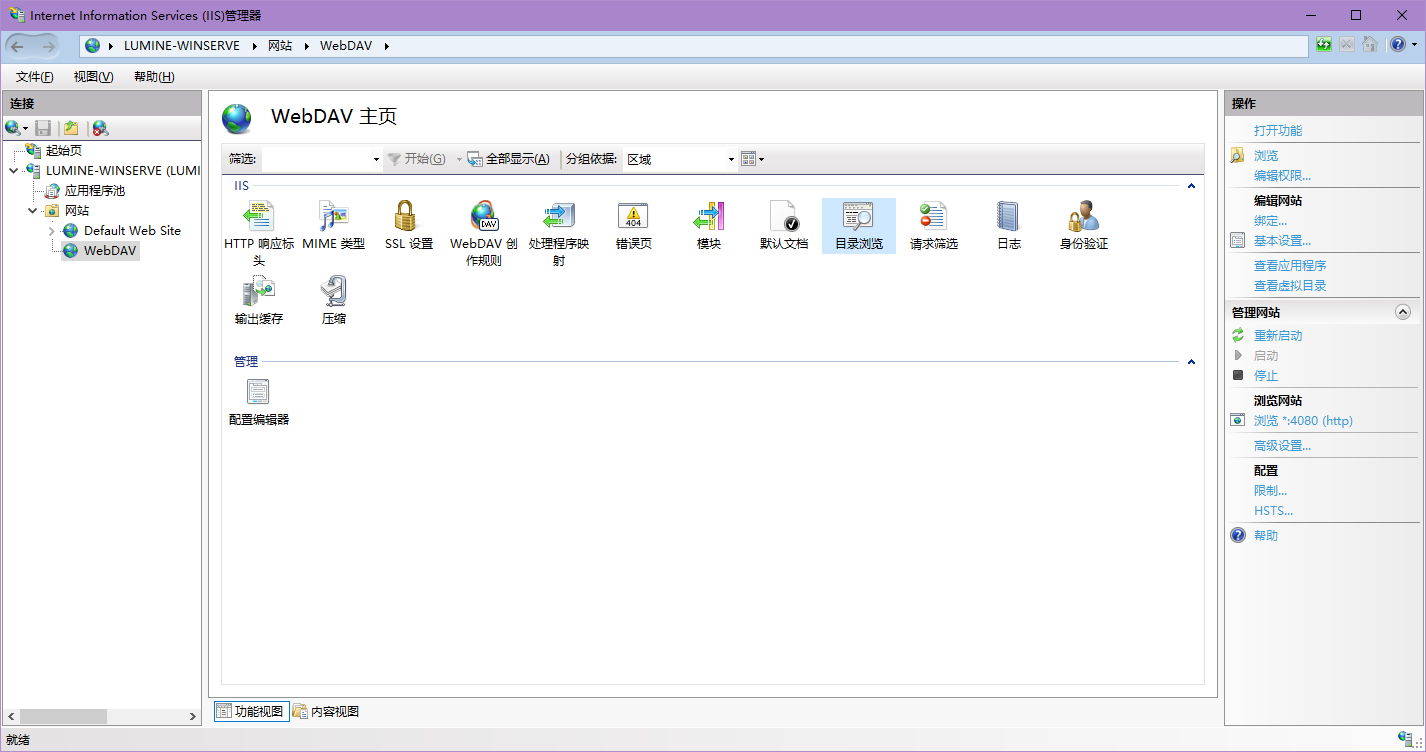 Internet Information Services (IIS)管理器
LUMINE-WINSERVE 网站 WebDAV
文件(F) 视图(V) 帮助(H)
连接
起始页
LUMINE-WINSERVE (LUMI
应用程序池
网站
Default Web Site
WebDAV
WebDAV 主页
筛选: 开始(G) 全部显示(A) 分组依据: 区域
IIS
HTTP 响应标头
MIME 类型
SSL 设置
WebDAV 创作规则
DAV
处理程序映射
404
错误页
模块
默认文档
目录浏览
请求筛选
日志
身份验证
输出缓存
压缩
管理
配置编辑器
功能视图 内容视图
操作
打开功能
浏览
编辑权限...
编辑网站
绑定...
基本设置...
查看应用程序
查看虚拟目录
管理网站
重新启动
启动
停止
浏览网站
浏览 *:4080 (http)
高级设置...
配置
限制...
HSTS...
帮助
就绪